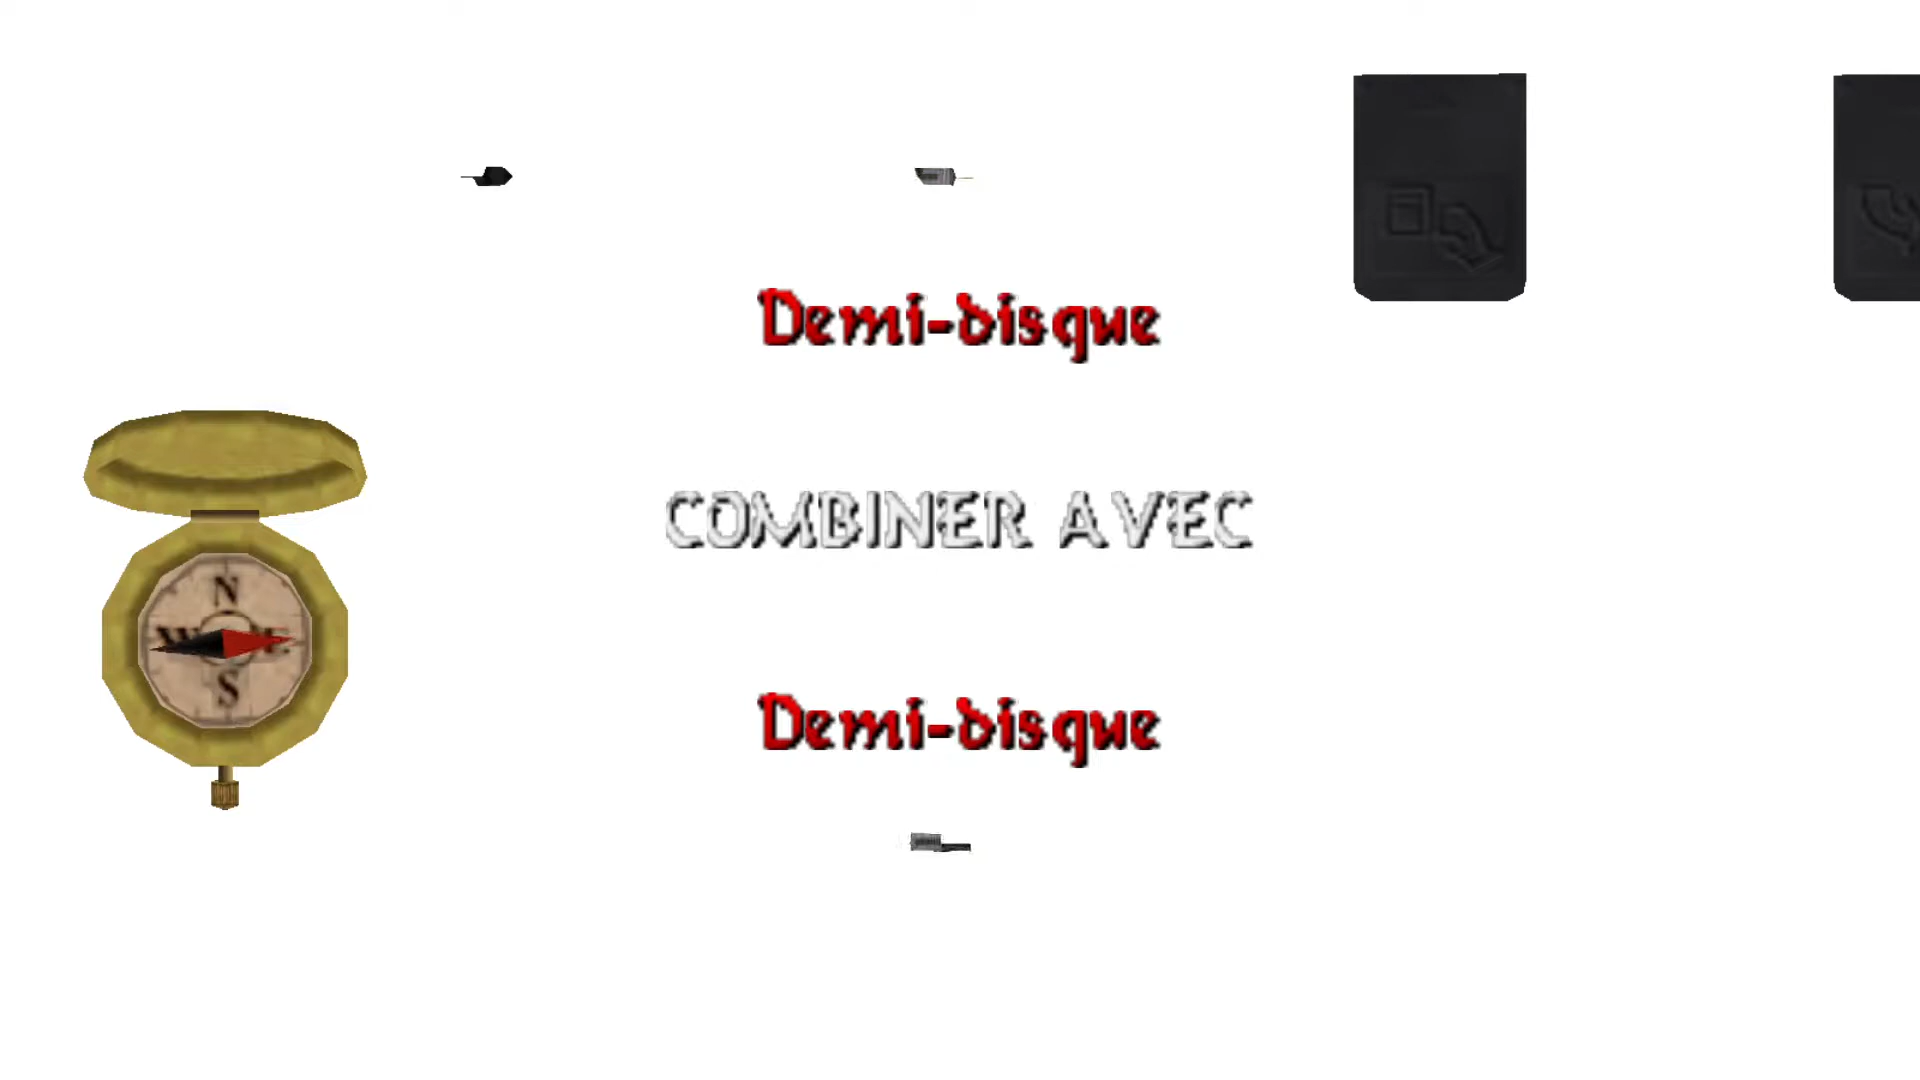 Demi-disque
COMBINER AVEC
N
W E
S
Demi-disque